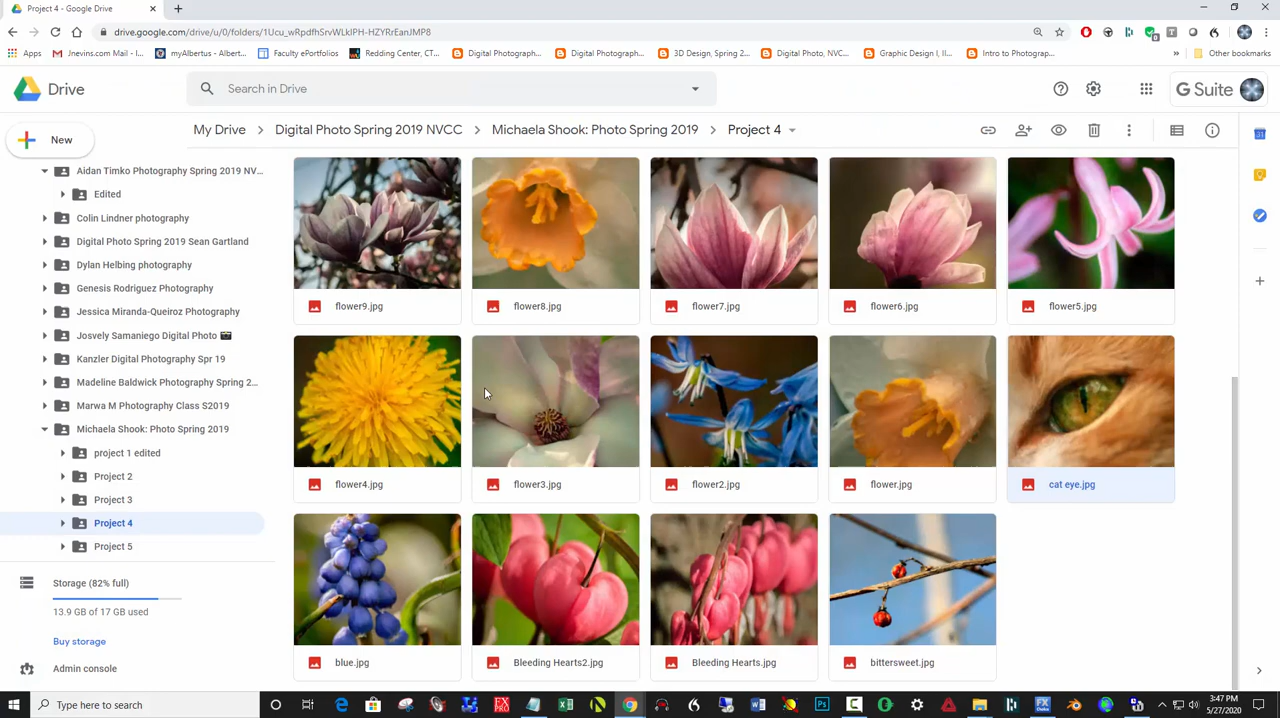 Project 4 - Google Drive
drive.google.com/drive/u/0/folders/1Ucu_wRpdfhSrvWLklPH-HZYRrEanJMP8
Apps
Jnevins.com Mail - I...
myAlbertus - Albert...
Faculty ePortfolios
Redding Center, CT...
Digital Photograph...
Digital Photograph...
3D Design, Spring 2...
Digital Photo, NVC...
Graphic Design I, II...
Intro to Photograp...
Other bookmarks
Drive
Search in Drive
G Suite
New
My Drive
Digital Photo Spring 2019 NVCC
Michaela Shook: Photo Spring 2019
Project 4
Aidan Timko Photography Spring 2019 NV...
Edited
Colin Lindner photography
Digital Photo Spring 2019 Sean Gartland
Dylan Helbing photography
Genesis Rodriguez Photography
Jessica Miranda-Queiroz Photography
Josvely Samaniego Digital Photo
Kanzler Digital Photography Spr 19
Madeline Baldwick Photography Spring 2...
Marwa M Photography Class S2019
Michaela Shook: Photo Spring 2019
project 1 edited
Project 2
Project 3
Project 4
Project 5
Storage (82% full)
13.9 GB of 17 GB used
Buy storage
Admin console
flower9.jpg
flower8.jpg
flower7.jpg
flower6.jpg
flower5.jpg
flower4.jpg
flower3.jpg
flower2.jpg
flower.jpg
cat eye.jpg
blue.jpg
Bleeding Hearts2.jpg
Bleeding Hearts.jpg
bittersweet.jpg
Type here to search
3:47 PM
5/27/2020